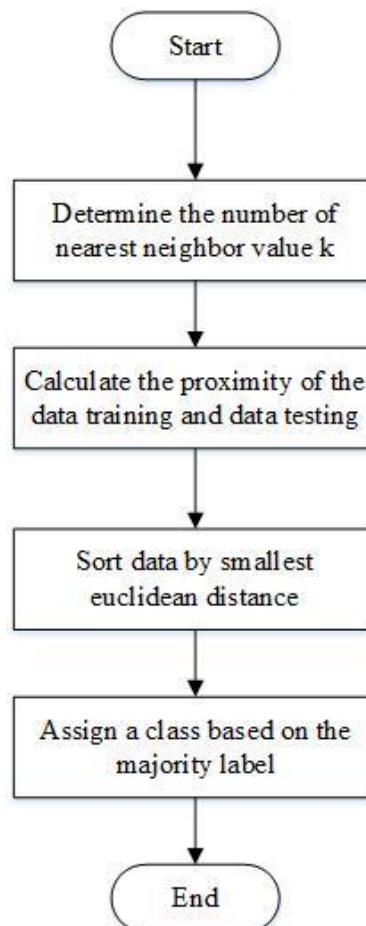 Start
Determine the number of
nearest neighbor value k
Calculate the proximity of the
data training and data testing
Sort data by smallest
euclidean distance
Assign a class based on the
majority label
End